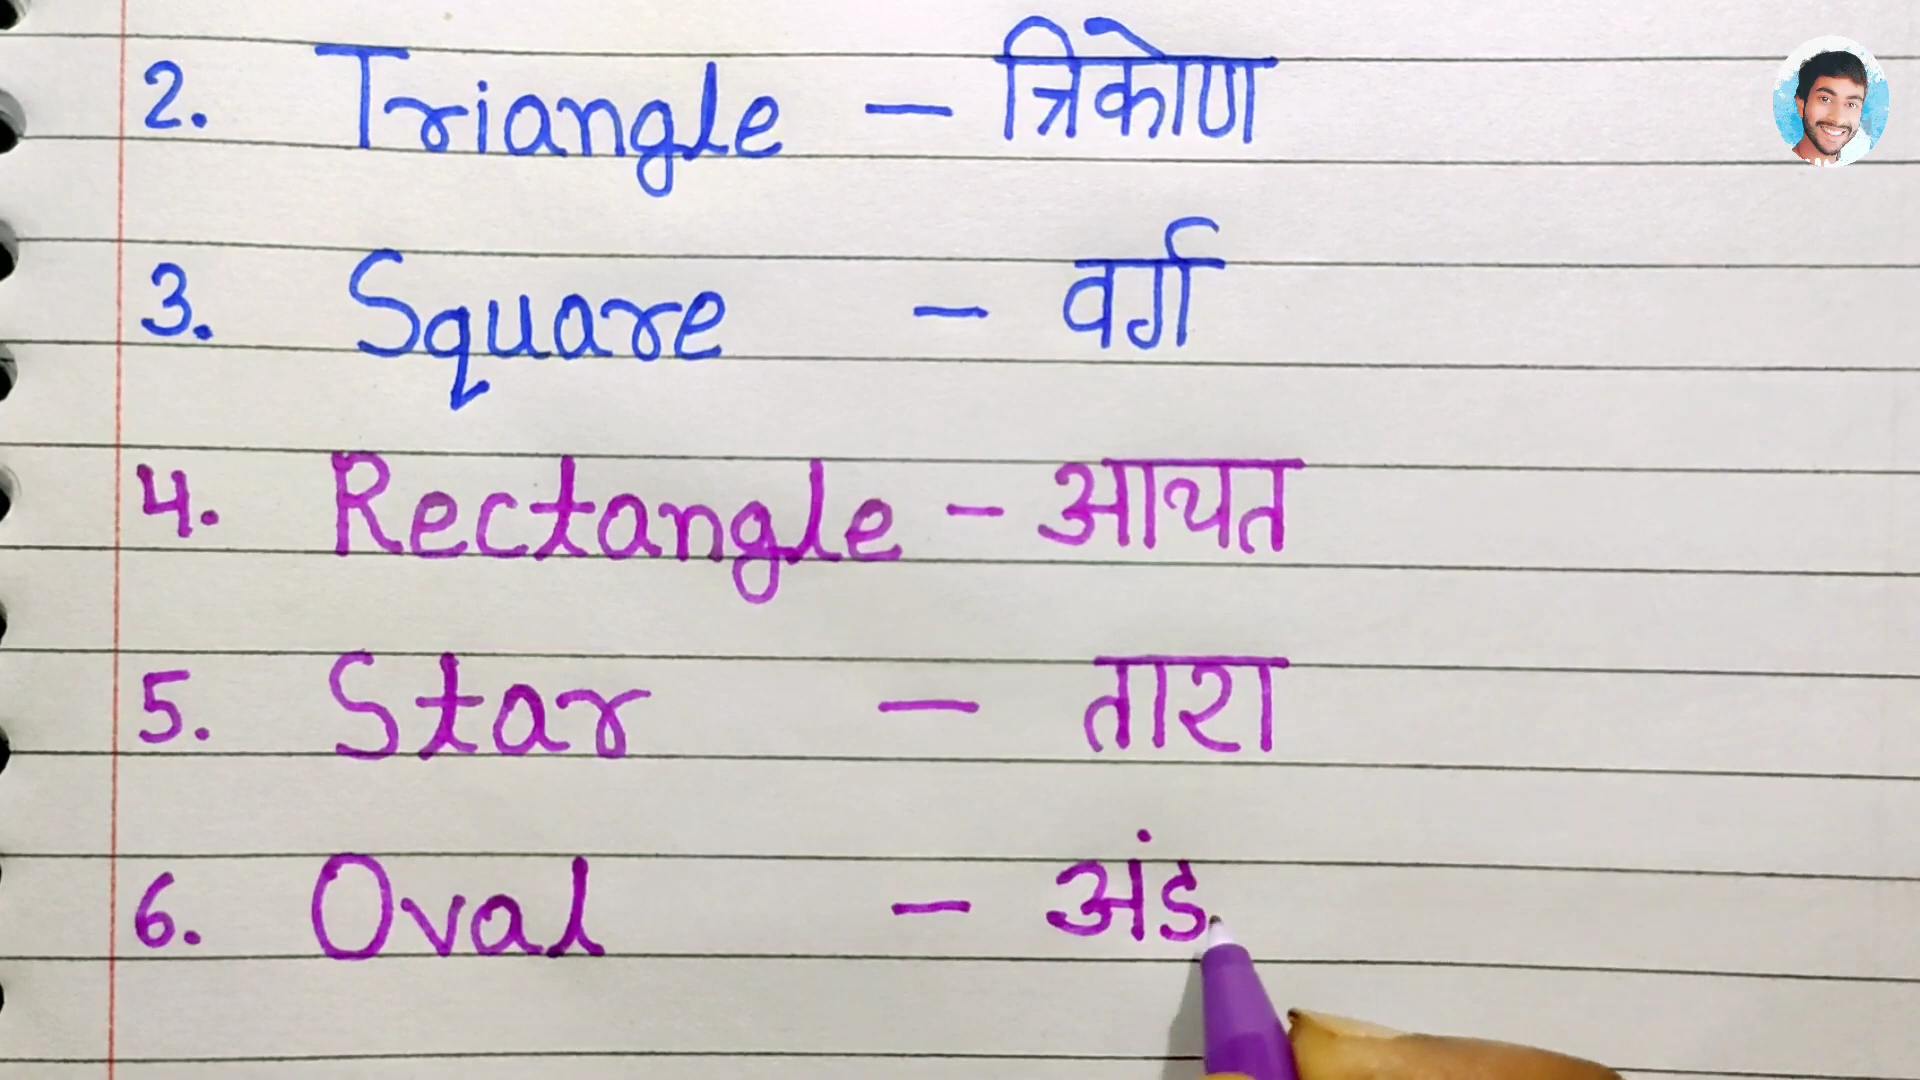 2. Triangle – त्रिकोण
3. Square – वर्ग
4. Rectangle – आयत
5. Star – तारा
6. Oval – अंड